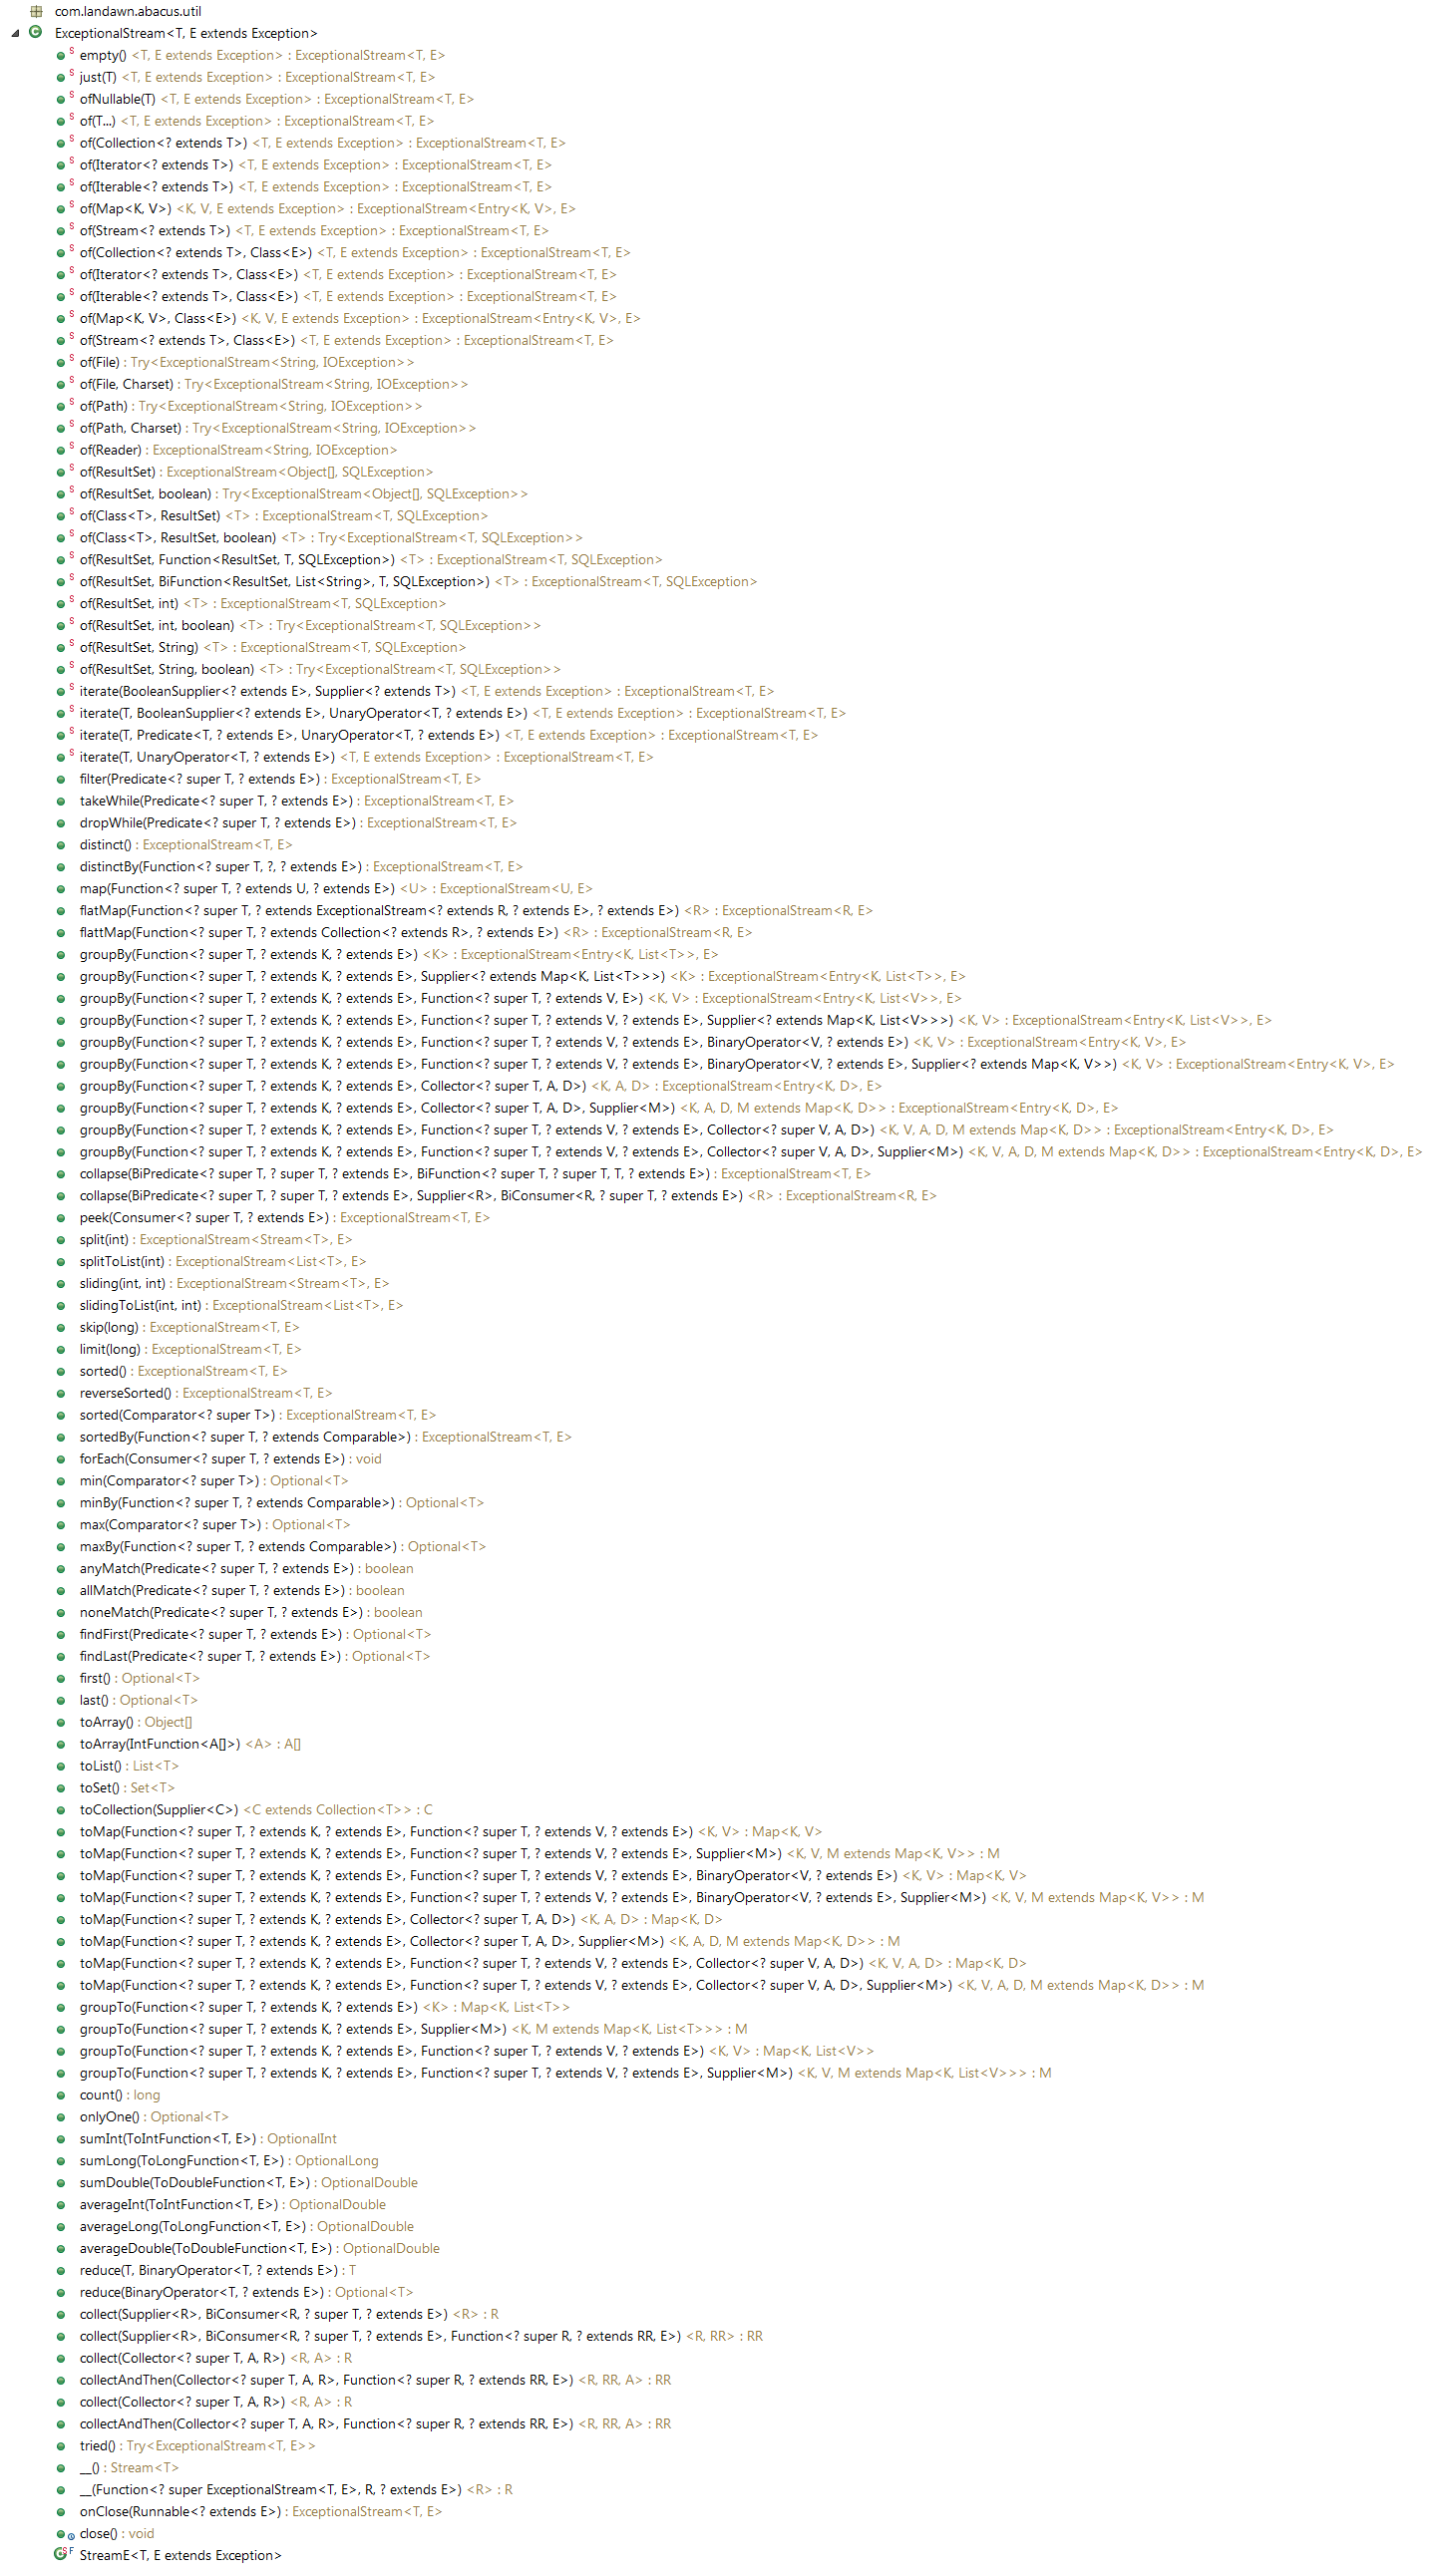 com.landawn.abacus.util
ExceptionalStream<T, E extends Exception>
S empty() <T, E extends Exception> : ExceptionalStream<T, E>
S just(T) <T, E extends Exception> : ExceptionalStream<T, E>
S ofNullable(T) <T, E extends Exception> : ExceptionalStream<T, E>
S of(T...) <T, E extends Exception> : ExceptionalStream<T, E>
S of(Collection<? extends T>) <T, E extends Exception> : ExceptionalStream<T, E>
S of(Iterator<? extends T>) <T, E extends Exception> : ExceptionalStream<T, E>
S of(Iterable<? extends T>) <T, E extends Exception> : ExceptionalStream<T, E>
S of(Map<K, V>) <K, V, E extends Exception> : ExceptionalStream<Entry<K, V>, E>
S of(Stream<? extends T>) <T, E extends Exception> : ExceptionalStream<T, E>
S of(Collection<? extends T>, Class<E>) <T, E extends Exception> : ExceptionalStream<T, E>
S of(Iterator<? extends T>, Class<E>) <T, E extends Exception> : ExceptionalStream<T, E>
S of(Iterable<? extends T>, Class<E>) <T, E extends Exception> : ExceptionalStream<T, E>
S of(Map<K, V>, Class<E>) <K, V, E extends Exception> : ExceptionalStream<Entry<K, V>, E>
S of(Stream<? extends T>, Class<E>) <T, E extends Exception> : ExceptionalStream<T, E>
S of(File) : Try<ExceptionalStream<String, IOException>>
S of(File, Charset) : Try<ExceptionalStream<String, IOException>>
S of(Path) : Try<ExceptionalStream<String, IOException>>
S of(Path, Charset) : Try<ExceptionalStream<String, IOException>>
S of(Reader) : ExceptionalStream<String, IOException>
S of(ResultSet) : ExceptionalStream<Object[], SQLException>
S of(ResultSet, boolean) : Try<ExceptionalStream<Object[], SQLException>>
S of(Class<T>, ResultSet) <T> : ExceptionalStream<T, SQLException>
S of(Class<T>, ResultSet, boolean) <T> : Try<ExceptionalStream<T, SQLException>>
S of(ResultSet, Function<ResultSet, T, SQLException>) <T> : ExceptionalStream<T, SQLException>
S of(ResultSet, BiFunction<ResultSet, List<String>, T, SQLException>) <T> : ExceptionalStream<T, SQLException>
S of(ResultSet, int) <T> : ExceptionalStream<T, SQLException>
S of(ResultSet, int, boolean) <T> : Try<ExceptionalStream<T, SQLException>>
S of(ResultSet, String) <T> : ExceptionalStream<T, SQLException>
S of(ResultSet, String, boolean) <T> : Try<ExceptionalStream<T, SQLException>>
S iterate(BooleanSupplier<? extends E>, Supplier<? extends T>) <T, E extends Exception> : ExceptionalStream<T, E>
S iterate(T, BooleanSupplier<? extends E>, UnaryOperator<T, ? extends E>) <T, E extends Exception> : ExceptionalStream<T, E>
S iterate(T, Predicate<T, ? extends E>, UnaryOperator<T, ? extends E>) <T, E extends Exception> : ExceptionalStream<T, E>
S iterate(T, UnaryOperator<T, ? extends E>) <T, E extends Exception> : ExceptionalStream<T, E>
filter(Predicate<? super T, ? extends E>) : ExceptionalStream<T, E>
takeWhile(Predicate<? super T, ? extends E>) : ExceptionalStream<T, E>
dropWhile(Predicate<? super T, ? extends E>) : ExceptionalStream<T, E>
distinct() : ExceptionalStream<T, E>
distinctBy(Function<? super T, ?, ? extends E>) : ExceptionalStream<T, E>
map(Function<? super T, ? extends U, ? extends E>) <U> : ExceptionalStream<U, E>
flatMap(Function<? super T, ? extends ExceptionalStream<? extends R, ? extends E>, ? extends E>) <R> : ExceptionalStream<R, E>
flattMap(Function<? super T, ? extends Collection<? extends R>, ? extends E>) <R> : ExceptionalStream<R, E>
groupBy(Function<? super T, ? extends K, ? extends E>) <K> : ExceptionalStream<Entry<K, List<T>>, E>
groupBy(Function<? super T, ? extends K, ? extends E>, Supplier<? extends Map<K, List<T>>>) <K> : ExceptionalStream<Entry<K, List<T>>, E>
groupBy(Function<? super T, ? extends K, ? extends E>, Function<? super T, ? extends V, E>) <K, V> : ExceptionalStream<Entry<K, List<V>>, E>
groupBy(Function<? super T, ? extends K, ? extends E>, Function<? super T, ? extends V, ? extends E>, Supplier<? extends Map<K, List<V>>>) <K, V> : ExceptionalStream<Entry<K, List<V>>, E>
groupBy(Function<? super T, ? extends K, ? extends E>, Function<? super T, ? extends V, ? extends E>, BinaryOperator<V, ? extends E>) <K, V> : ExceptionalStream<Entry<K, V>, E>
groupBy(Function<? super T, ? extends K, ? extends E>, Function<? super T, ? extends V, ? extends E>, BinaryOperator<V, ? extends E>, Supplier<? extends Map<K, V>>) <K, V> : ExceptionalStream<Entry<K, V>, E>
groupBy(Function<? super T, ? extends K, ? extends E>, Collector<? super T, A, D>) <K, A, D> : ExceptionalStream<Entry<K, D>, E>
groupBy(Function<? super T, ? extends K, ? extends E>, Collector<? super T, A, D>, Supplier<M>) <K, A, D, M extends Map<K, D>> : ExceptionalStream<Entry<K, D>, E>
groupBy(Function<? super T, ? extends K, ? extends E>, Function<? super T, ? extends V, ? extends E>, Collector<? super V, A, D>) <K, V, A, D, M extends Map<K, D>> : ExceptionalStream<Entry<K, D>, E>
groupBy(Function<? super T, ? extends K, ? extends E>, Function<? super T, ? extends V, ? extends E>, Collector<? super V, A, D>, Supplier<M>) <K, V, A, D, M extends Map<K, D>> : ExceptionalStream<Entry<K, D>, E>
collapse(BiPredicate<? super T, ? super T, ? extends E>, BiFunction<? super T, ? super T, T, ? extends E>) : ExceptionalStream<T, E>
collapse(BiPredicate<? super T, ? super T, ? extends E>, Supplier<R>, BiConsumer<R, ? super T, ? extends E>) <R> : ExceptionalStream<R, E>
peek(Consumer<? super T, ? extends E>) : ExceptionalStream<T, E>
split(int) : ExceptionalStream<Stream<T>, E>
splitToList(int) : ExceptionalStream<List<T>, E>
sliding(int, int) : ExceptionalStream<Stream<T>, E>
slidingToList(int, int) : ExceptionalStream<List<T>, E>
skip(long) : ExceptionalStream<T, E>
limit(long) : ExceptionalStream<T, E>
sorted() : ExceptionalStream<T, E>
reverseSorted() : ExceptionalStream<T, E>
sorted(Comparator<? super T>) : ExceptionalStream<T, E>
sortedBy(Function<? super T, ? extends Comparable>) : ExceptionalStream<T, E>
forEach(Consumer<? super T, ? extends E>) : void
min(Comparator<? super T>) : Optional<T>
minBy(Function<? super T, ? extends Comparable>) : Optional<T>
max(Comparator<? super T>) : Optional<T>
maxBy(Function<? super T, ? extends Comparable>) : Optional<T>
anyMatch(Predicate<? super T, ? extends E>) : boolean
allMatch(Predicate<? super T, ? extends E>) : boolean
noneMatch(Predicate<? super T, ? extends E>) : boolean
findFirst(Predicate<? super T, ? extends E>) : Optional<T>
findLast(Predicate<? super T, ? extends E>) : Optional<T>
first() : Optional<T>
last() : Optional<T>
toArray() : Object[]
toArray(IntFunction<A[]>) <A> : A[]
toList() : List<T>
toSet() : Set<T>
toCollection(Supplier<C>) <C extends Collection<T>> : C
toMap(Function<? super T, ? extends K, ? extends E>, Function<? super T, ? extends V, ? extends E>) <K, V> : Map<K, V>
toMap(Function<? super T, ? extends K, ? extends E>, Function<? super T, ? extends V, ? extends E>, Supplier<M>) <K, V, M extends Map<K, V>> : M
toMap(Function<? super T, ? extends K, ? extends E>, Function<? super T, ? extends V, ? extends E>, BinaryOperator<V, ? extends E>) <K, V> : Map<K, V>
toMap(Function<? super T, ? extends K, ? extends E>, Function<? super T, ? extends V, ? extends E>, BinaryOperator<V, ? extends E>, Supplier<M>) <K, V, M extends Map<K, V>> : M
toMap(Function<? super T, ? extends K, ? extends E>, Collector<? super T, A, D>) <K, A, D> : Map<K, D>
toMap(Function<? super T, ? extends K, ? extends E>, Collector<? super T, A, D>, Supplier<M>) <K, A, D, M extends Map<K, D>> : M
toMap(Function<? super T, ? extends K, ? extends E>, Function<? super T, ? extends V, ? extends E>, Collector<? super V, A, D>) <K, V, A, D> : Map<K, D>
toMap(Function<? super T, ? extends K, ? extends E>, Function<? super T, ? extends V, ? extends E>, Collector<? super V, A, D>, Supplier<M>) <K, V, A, D, M extends Map<K, D>> : M
groupTo(Function<? super T, ? extends K, ? extends E>) <K> : Map<K, List<T>>
groupTo(Function<? super T, ? extends K, ? extends E>, Supplier<M>) <K, M extends Map<K, List<T>>> : M
groupTo(Function<? super T, ? extends K, ? extends E>, Function<? super T, ? extends V, ? extends E>) <K, V> : Map<K, List<V>>
groupTo(Function<? super T, ? extends K, ? extends E>, Function<? super T, ? extends V, ? extends E>, Supplier<M>) <K, V, M extends Map<K, List<V>>> : M
count() : long
onlyOne() : Optional<T>
sumInt(ToIntFunction<T, E>) : OptionalInt
sumLong(ToLongFunction<T, E>) : OptionalLong
sumDouble(ToDoubleFunction<T, E>) : OptionalDouble
averageInt(ToIntFunction<T, E>) : OptionalDouble
averageLong(ToLongFunction<T, E>) : OptionalDouble
averageDouble(ToDoubleFunction<T, E>) : OptionalDouble
reduce(T, BinaryOperator<T, ? extends E>) : T
reduce(BinaryOperator<T, ? extends E>) : Optional<T>
collect(Supplier<R>, BiConsumer<R, ? super T, ? extends E>) <R> : R
collect(Supplier<R>, BiConsumer<R, ? super T, ? extends E>, Function<? super R, ? extends RR, E>) <R, RR> : RR
collect(Collector<? super T, A, R>) <R, A> : R
collectAndThen(Collector<? super T, A, R>, Function<? super R, ? extends RR, E>) <R, RR, A> : RR
collect(Collector<? super T, A, R>) <R, A> : R
collectAndThen(Collector<? super T, A, R>, Function<? super R, ? extends RR, E>) <R, RR, A> : RR
tried() : Try<ExceptionalStream<T, E>>
__() : Stream<T>
__(Function<? super ExceptionalStream<T, E>, R, ? extends E>) <R> : R
onClose(Runnable<? extends E>) : ExceptionalStream<T, E>
close() : void
S F StreamE<T, E extends Exception>